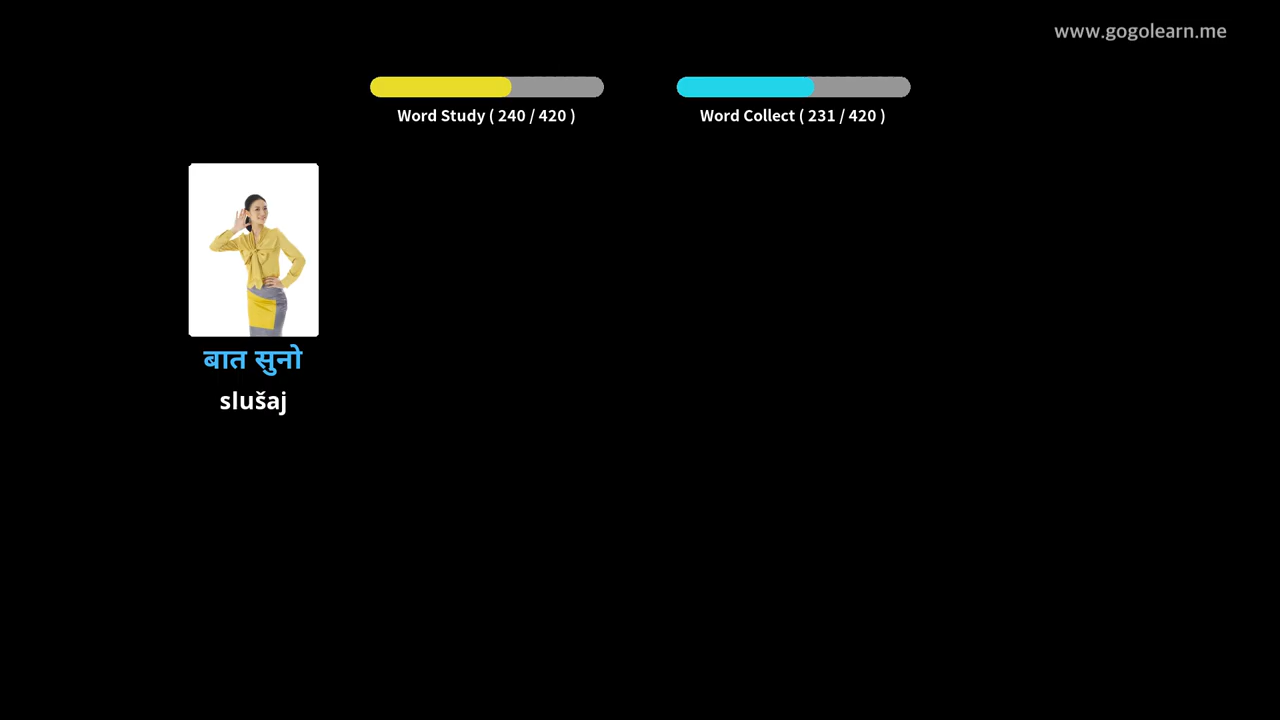 www.gogolearn.me
Word Study ( 240 / 420 )
Word Collect ( 231 / 420 )
बात सुनो
slušaj